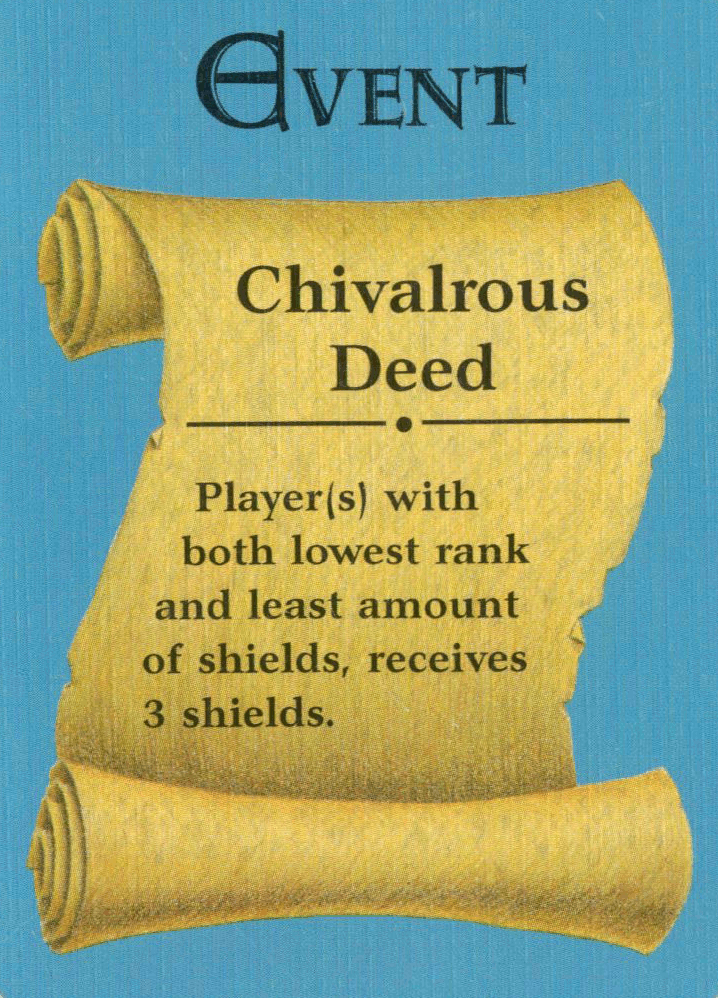 EVENT
Chivalrous
Deed
Player(s) with
both lowest rank
and least amount
of shields, receives
3 shields.